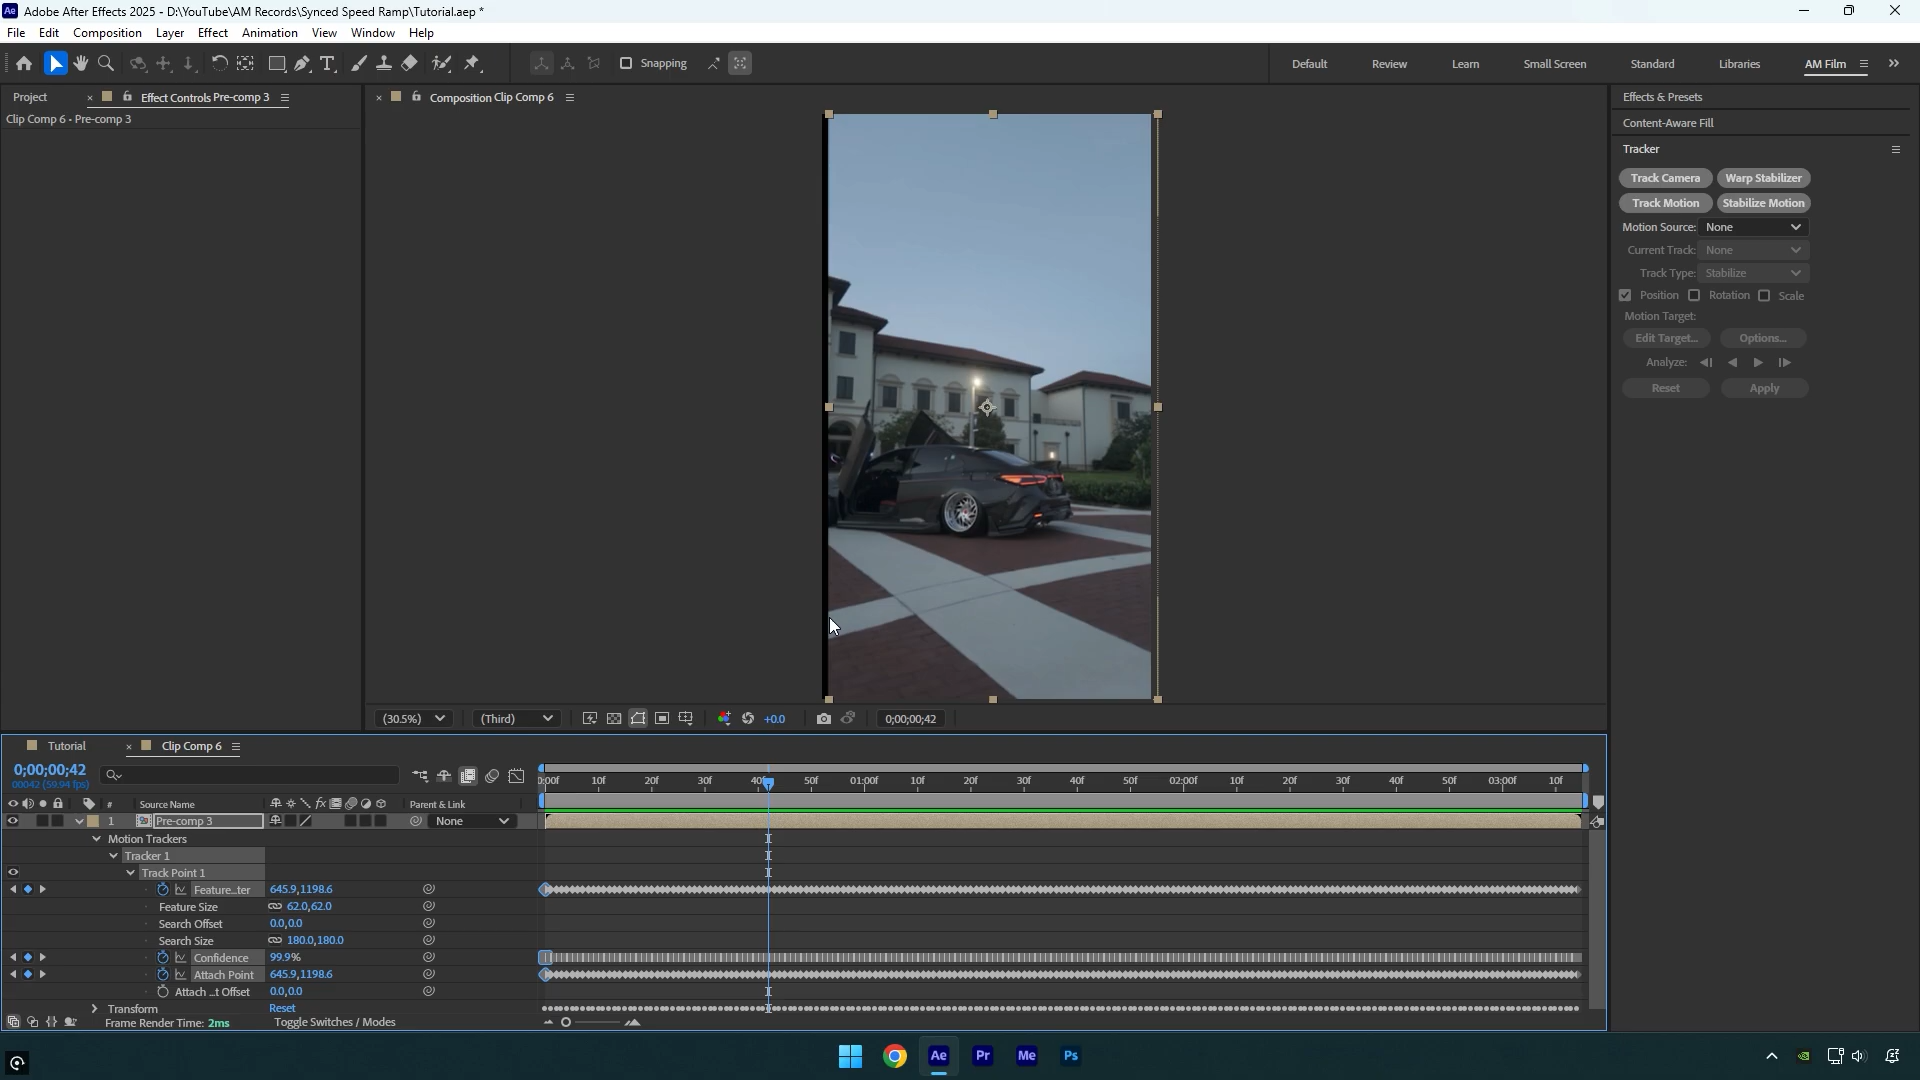 Ae Adobe After Effects 2025 - D:\YouTube\AM Records\Synced Speed Ramp\Tutorial.aep *
File Edit Composition Layer Effect Animation View Window Help
Snapping
Default Review Learn Small Screen Standard Libraries AM Film
Project
Effect Controls Pre-comp 3
Composition Clip Comp 6
Effects & Presets
Clip Comp 6 • Pre-comp 3
Content-Aware Fill
Tracker
Track Camera Warp Stabilizer
Track Motion Stabilize Motion
Motion Source: None
Current Track: None
Track Type: Stabilize
Position Rotation Scale
Motion Target:
Edit Target... Options...
Analyze:
Reset Apply
(30.5%) (Third) +0.0 0;00;00;42
Tutorial Clip Comp 6
0;00;00;42
00042 (59.94 fps)
0:00f 10f 20f 30f 40f 50f 01:00f 10f 20f 30f 40f 50f 02:00f 10f 20f 30f 40f 50f 03:00f 10f
# Source Name fx Parent & Link
1 Pre-comp 3 None
Motion Trackers
Tracker 1
Track Point 1
Feature...ter 645.9,1198.6
Feature Size 62.0,62.0
Search Offset 0.0,0.0
Search Size 180.0,180.0
Confidence 99.9%
Attach Point 645.9,1198.6
Attach ...t Offset 0.0,0.0
Transform Reset
Frame Render Time: 2ms Toggle Switches / Modes
Ae Pr Me Ps